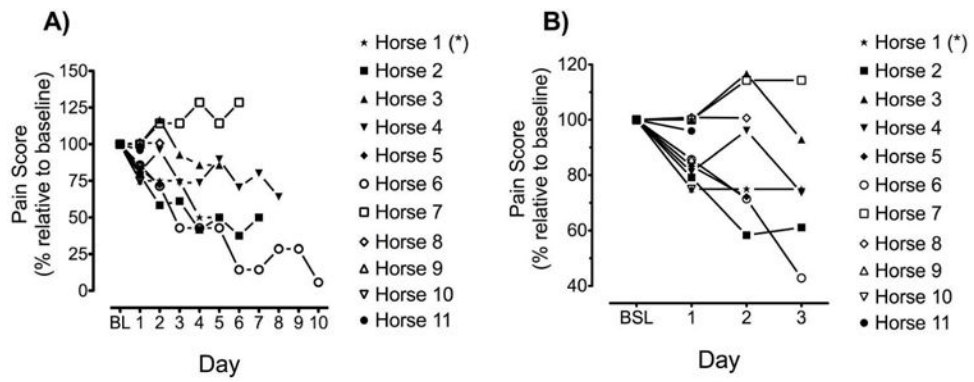 A)
Pain Score
(% relative to baseline)
150
125
100
75
50
25
0
BL 1 2 3 4 5 6 7 8 9 10
Day
Horse 1 (*)
Horse 2
Horse 3
Horse 4
Horse 5
Horse 6
Horse 7
Horse 8
Horse 9
Horse 10
Horse 11
B)
Pain Score
(% relative to baseline)
120
100
80
60
40
BSL 1 2 3
Day
Horse 1 (*)
Horse 2
Horse 3
Horse 4
Horse 5
Horse 6
Horse 7
Horse 8
Horse 9
Horse 10
Horse 11